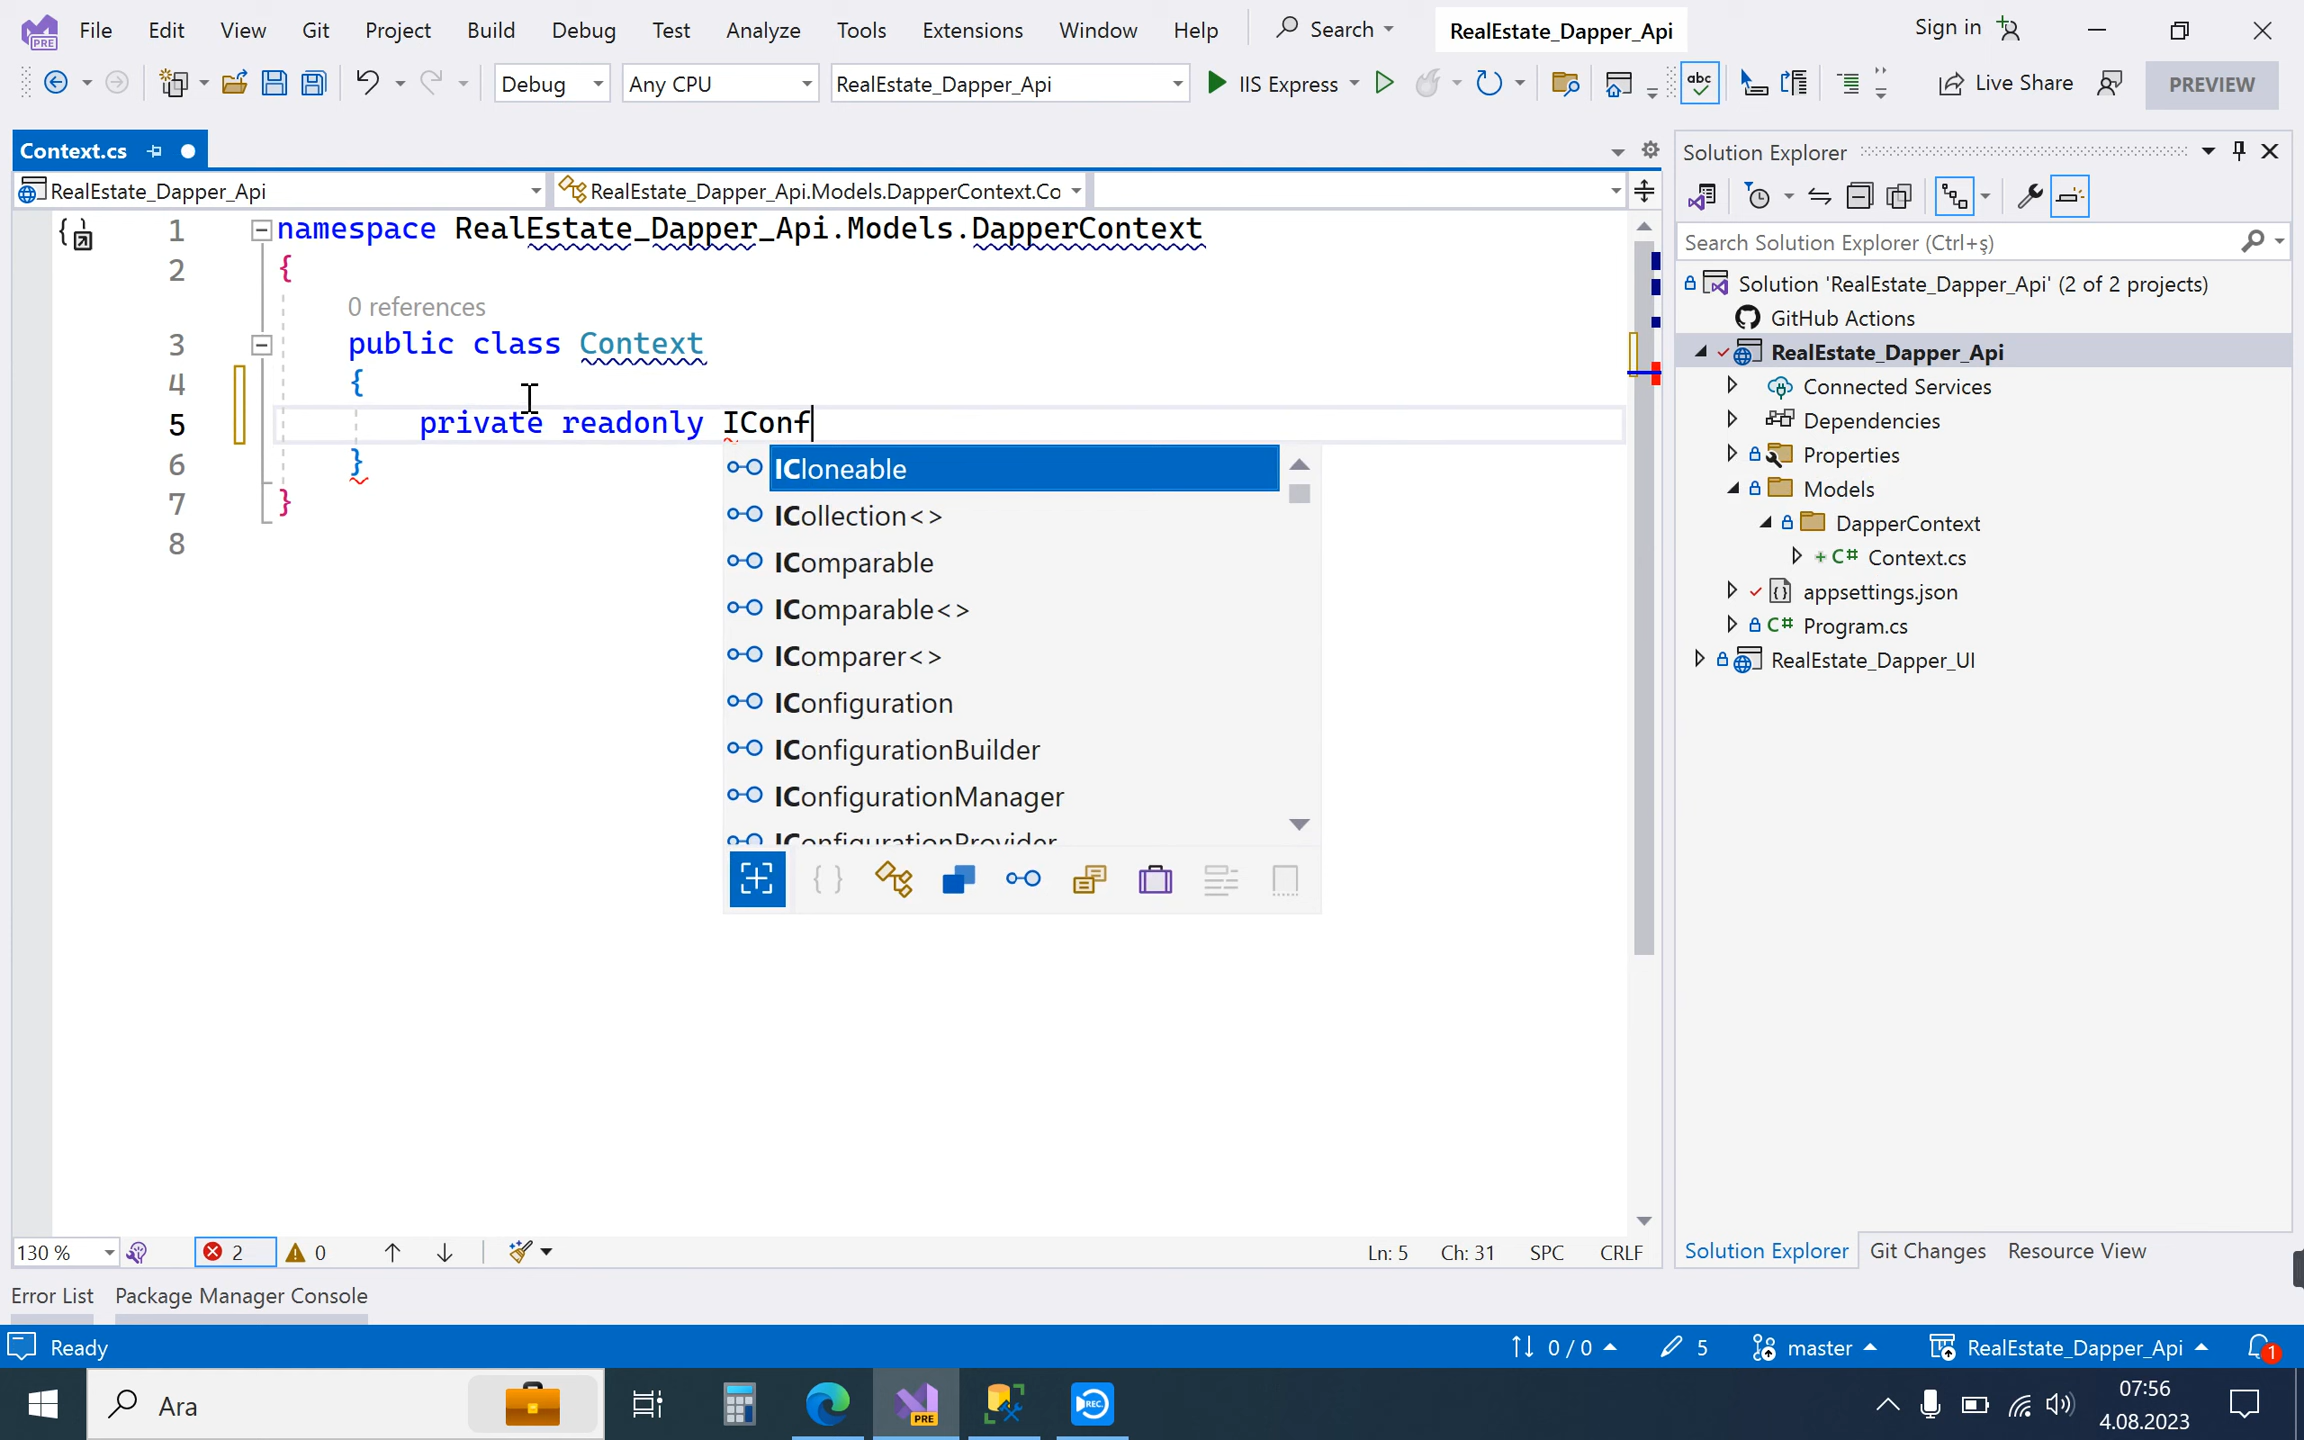 File Edit View Git Project Build Debug Test Analyze Tools Extensions Window Help Search RealEstate_Dapper_Api Sign in
PRE
Debug Any CPU RealEstate_Dapper_Api IIS Express abc Live Share PREVIEW
Context.cs
RealEstate_Dapper_Api RealEstate_Dapper_Api.Models.DapperContext.Co
1 namespace RealEstate_Dapper_Api.Models.DapperContext
2 {
0 references
3 public class Context
4 {
5 private readonly IConf
6 }
7 }
8
ICloneable
ICollection<>
IComparable
IComparable<>
IComparer<>
IConfiguration
IConfigurationBuilder
IConfigurationManager
IConfigurationProvider
Solution Explorer
Search Solution Explorer (Ctrl+ş)
Solution 'RealEstate_Dapper_Api' (2 of 2 projects)
GitHub Actions
RealEstate_Dapper_Api
Connected Services
Dependencies
Properties
Models
DapperContext
C# Context.cs
appsettings.json
C# Program.cs
RealEstate_Dapper_UI
130 % 2 0 Ln: 5 Ch: 31 SPC CRLF
Solution Explorer Git Changes Resource View
Error List Package Manager Console
Ready 0 / 0 5 master RealEstate_Dapper_Api 1
Ara PRE REC 07:56
4.08.2023